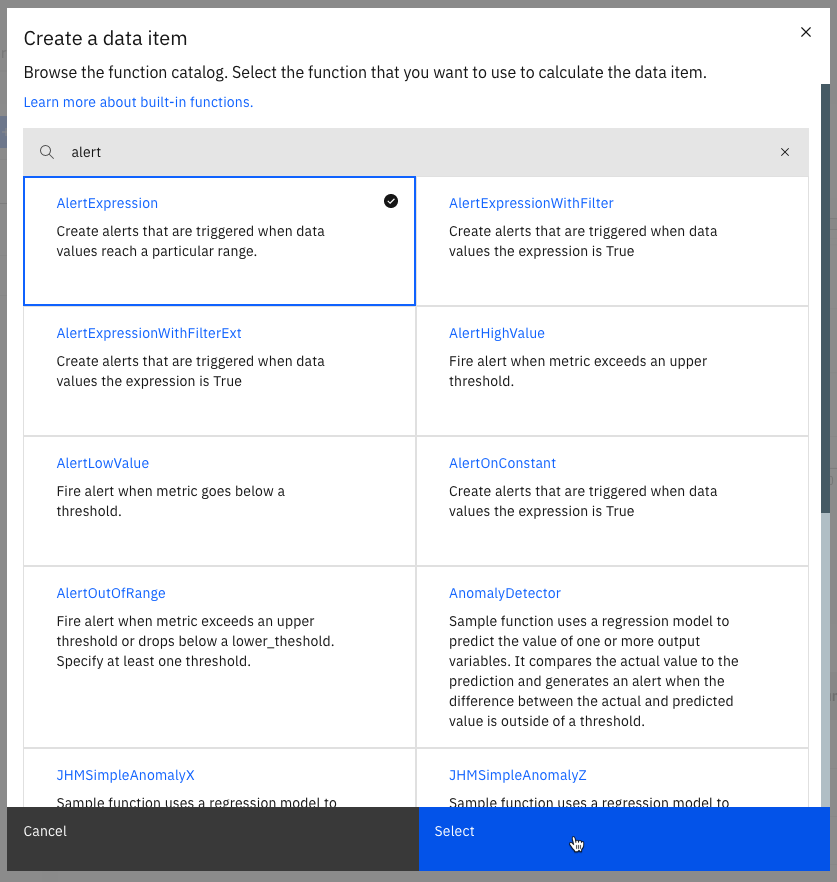 Create a data item
Browse the function catalog. Select the function that you want to use to calculate the data item.
Learn more about built-in functions.
alert
AlertExpression
Create alerts that are triggered when data
values reach a particular range.
AlertExpressionWithFilter
Create alerts that are triggered when data
values the expression is True
AlertExpressionWithFilterExt
Create alerts that are triggered when data
values the expression is True
AlertHighValue
Fire alert when metric exceeds an upper
threshold.
AlertLowValue
Fire alert when metric goes below a
threshold.
AlertOnConstant
Create alerts that are triggered when data
values the expression is True
AlertOutOfRange
Fire alert when metric exceeds an upper
threshold or drops below a lower_theshold.
Specify at least one threshold.
AnomalyDetector
Sample function uses a regression model to
predict the value of one or more output
variables. It compares the actual value to the
prediction and generates an alert when the
difference between the actual and predicted
value is outside of a threshold.
JHMSimpleAnomalyX
Sample function uses a regression model to
JHMSimpleAnomalyZ
Sample function uses a regression model to
Cancel
Select